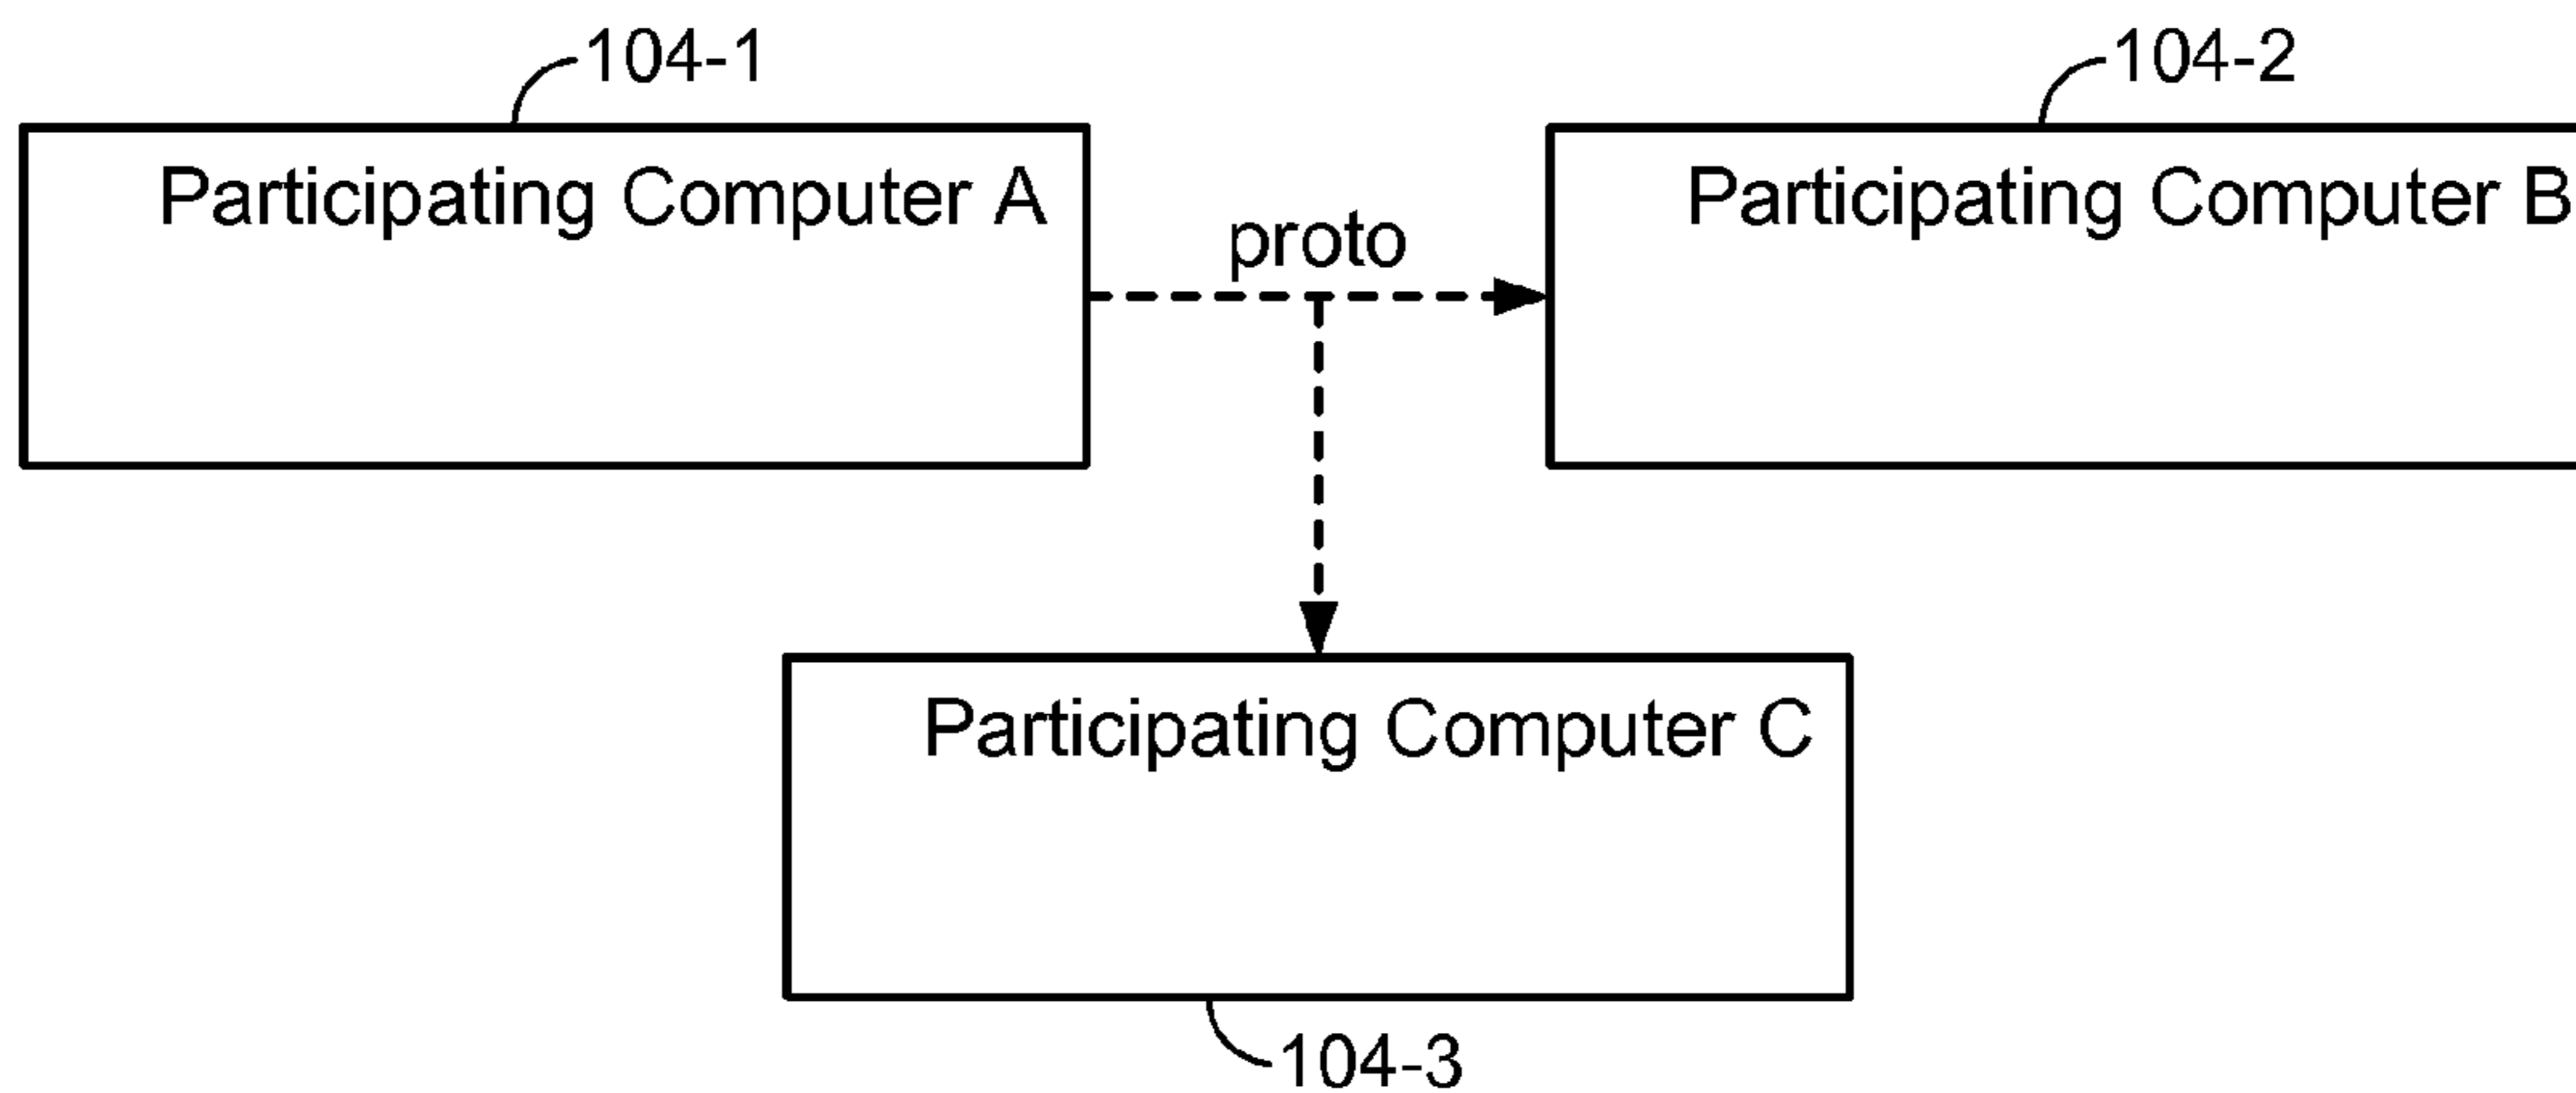 104-1
104-2
Participating Computer A
Participating Computer B
proto
Participating Computer C
104-3